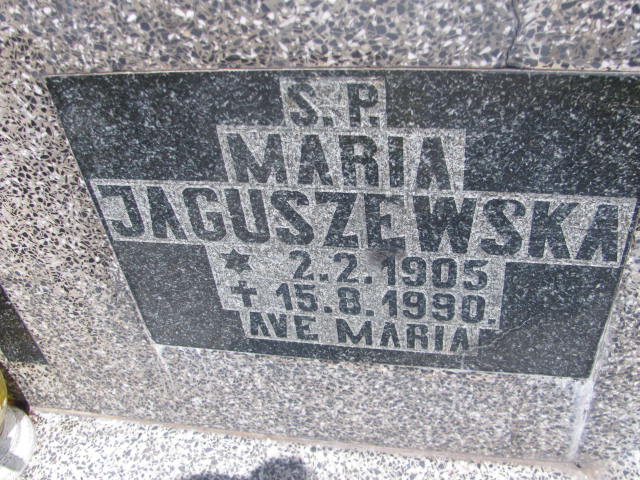 S. P.
MARIA
JAGUSZEWSKA
* 2.2.1905
✝ 15.8.1990.
AVE MARIA